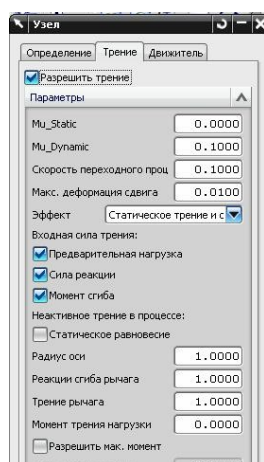 Узел
Определение Трение Движитель
Разрешить трение
Параметры
Mu_Static 0.0000
Mu_Dynamic 0.1000
Скорость переходного проц 0.1000
Макс. деформация сдвига 0.0100
Эффект Статическое трение и с
Входная сила трения:
Предварительная нагрузка
Сила реакции
Момент сгиба
Неактивное трение в процессе:
Статическое равновесие
Радиус оси 1.0000
Реакции сгиба рычага 1.0000
Трение рычага 1.0000
Момент трения нагрузки 0.0000
Разрешить мак. момент